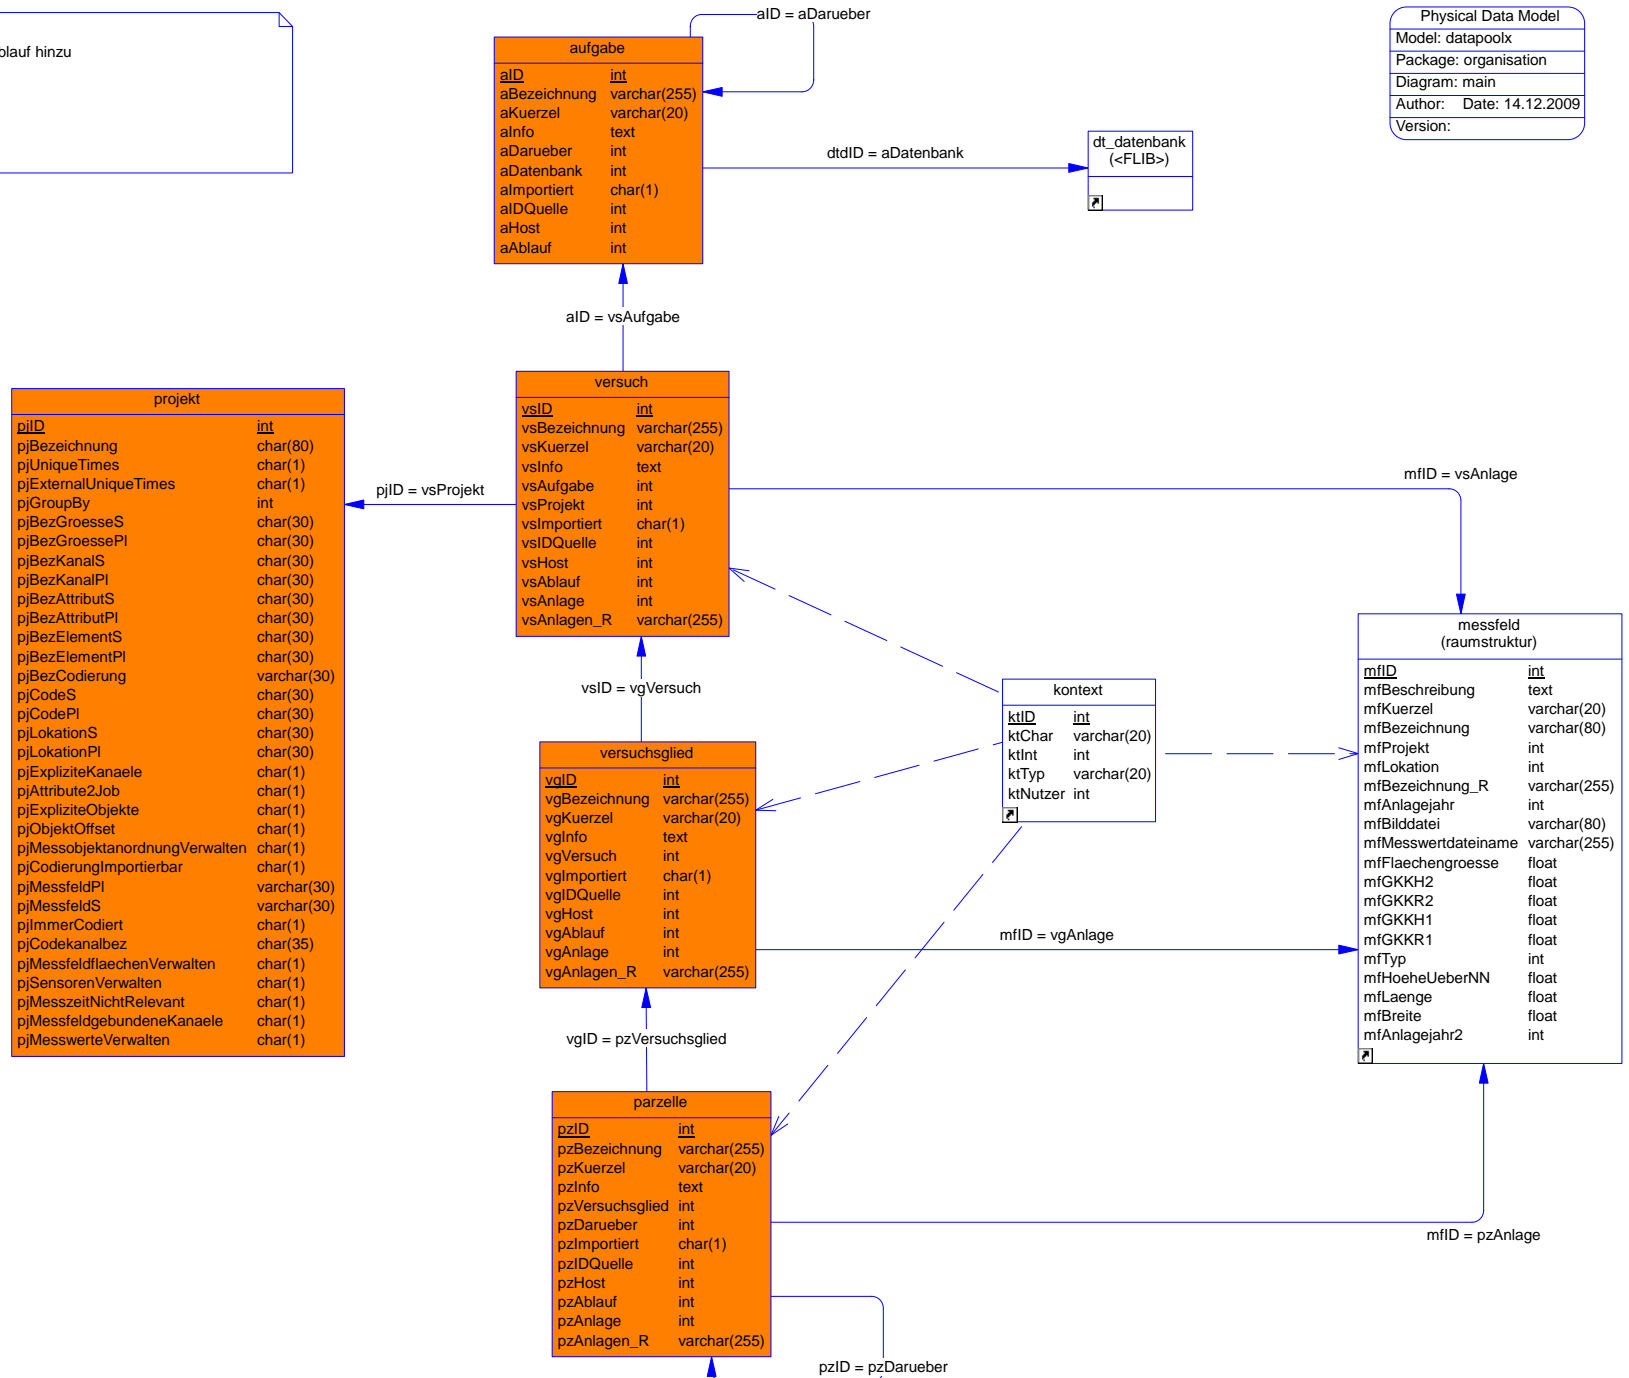 blauf hinzu
aID = aDarueber
Physical Data Model
Model: datapoolx
Package: organisation
Diagram: main
Author: Date: 14.12.2009
Version:
aufgabe
aID int
aBezeichnung varchar(255)
aKuerzel varchar(20)
aInfo text
aDarueber int
aDatenbank int
aImportiert char(1)
aIDQuelle int
aHost int
aAblauf int
dtdID = aDatenbank
dt_datenbank
(<FLIB>)
aID = vsAufgabe
projekt
pjID int
pjBezeichnung char(80)
pjUniqueTimes char(1)
pjExternalUniqueTimes char(1)
pjGroupBy int
pjBezGroesseS char(30)
pjBezGroessePl char(30)
pjBezKanalS char(30)
pjBezKanalPl char(30)
pjBezAttributS char(30)
pjBezAttributPl char(30)
pjBezElementS char(30)
pjBezElementPl char(30)
pjBezCodierung varchar(30)
pjCodeS char(30)
pjCodePl char(30)
pjLokationS char(30)
pjLokationPl char(30)
pjExpliziteKanaele char(1)
pjAttribute2Job char(1)
pjExpliziteObjekte char(1)
pjObjektOffset char(1)
pjMessobjektanordnungVerwalten char(1)
pjCodierungImportierbar char(1)
pjMessfeldPl varchar(30)
pjMessfeldS varchar(30)
pjImmerCodiert char(1)
pjCodekanalbez char(35)
pjMessfeldflaechenVerwalten char(1)
pjSensorenVerwalten char(1)
pjMesszeitNichtRelevant char(1)
pjMessfeldgebundeneKanaele char(1)
pjMesswerteVerwalten char(1)
pjID = vsProjekt
versuch
vsID int
vsBezeichnung varchar(255)
vsKuerzel varchar(20)
vsInfo text
vsAufgabe int
vsProjekt int
vsImportiert char(1)
vsIDQuelle int
vsHost int
vsAblauf int
vsAnlage int
vsAnlagen_R varchar(255)
mfID = vsAnlage
vsID = vgVersuch
versuchsglied
vgID int
vgBezeichnung varchar(255)
vgKuerzel varchar(20)
vgInfo text
vgVersuch int
vgImportiert char(1)
vgIDQuelle int
vgHost int
vgAblauf int
vgAnlage int
vgAnlagen_R varchar(255)
kontext
ktID int
ktChar varchar(20)
ktInt int
ktTyp varchar(20)
ktNutzer int
messfeld
(raumstruktur)
mfID int
mfBeschreibung text
mfKuerzel varchar(20)
mfBezeichnung varchar(80)
mfProjekt int
mfLokation int
mfBezeichnung_R varchar(255)
mfAnlagejahr int
mfBilddatei varchar(80)
mfMesswertdateiname varchar(255)
mfFlaechengroesse float
mfGKKH2 float
mfGKKR2 float
mfGKKH1 float
mfGKKR1 float
mfTyp int
mfHoeheUeberNN float
mfLaenge float
mfBreite float
mfAnlagejahr2 int
mfID = vgAnlage
vgID = pzVersuchsglied
parzelle
pzID int
pzBezeichnung varchar(255)
pzKuerzel varchar(20)
pzInfo text
pzVersuchsglied int
pzDarueber int
pzImportiert char(1)
pzIDQuelle int
pzHost int
pzAblauf int
pzAnlage int
pzAnlagen_R varchar(255)
mfID = pzAnlage
pzID = pzDarueber